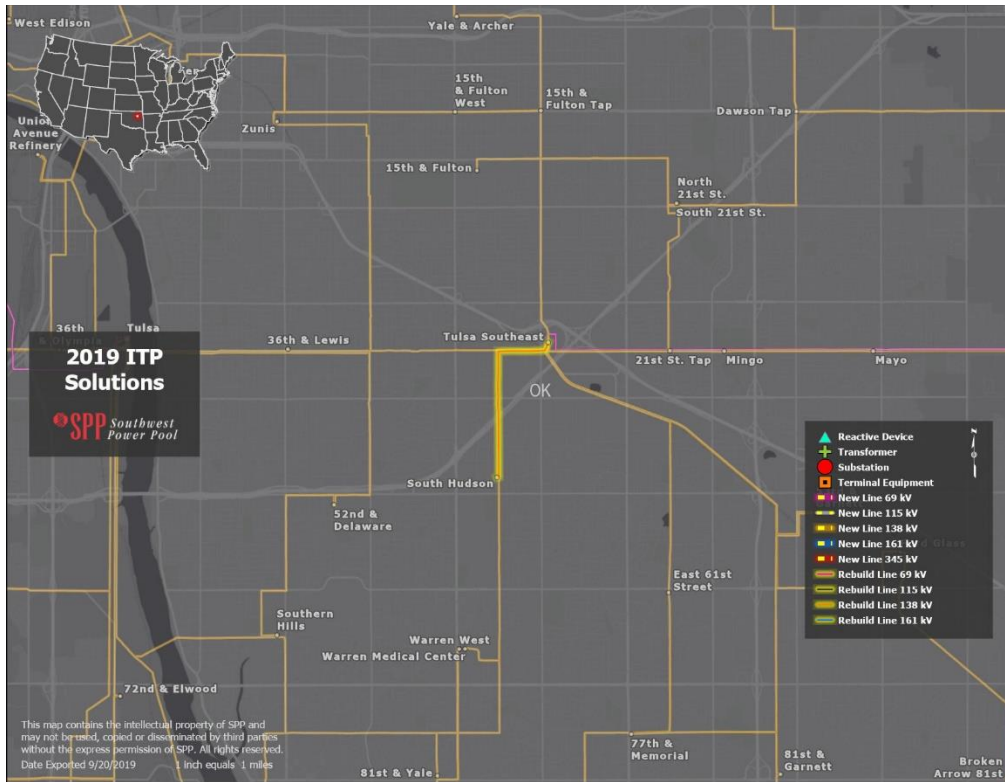 West Edison
Yale & Archer
15th
& Fulton
West
15th &
Fulton Tap
Dawson Tap
Union
Avenue
Refinery
Zunis
15th & Fulton
North
21st St.
South 21st St.
36th
& Olympia
Tulsa
36th & Lewis
Tulsa Southeast
21st St. Tap
Mingo
Mayo
2019 ITP
Solutions
SPP Southwest
Power Pool
OK
South Hudson
52nd &
Delaware
Reactive Device
Transformer
Substation
Terminal Equipment
New Line 69 kV
New Line 115 kV
New Line 138 kV
New Line 161 kV
New Line 345 kV
Rebuild Line 69 kV
Rebuild Line 115 kV
Rebuild Line 138 kV
Rebuild Line 161 kV
East 61st
Street
Southern
Hills
Warren West
Warren Medical Center
72nd & Elwood
This map contains the intellectual property of SPP and
may not be used, copied or disseminated by third parties
without the express permission of SPP. All rights reserved.
Date Exported 9/20/2019 1 inch equals 1 miles
77th &
Memorial
81st & Yale
81st &
Garnett
Broken
Arrow 81st